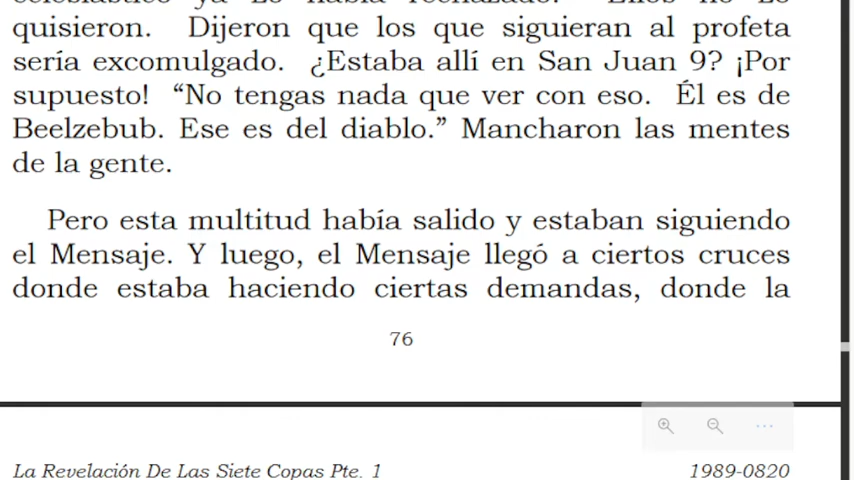 quisieron. Dijeron que los que siguieran al profeta
sería excomulgado. ¿Estaba allí en San Juan 9? ¡Por
supuesto! “No tengas nada que ver con eso. Él es de
Beelzebub. Ese es del diablo.” Mancharon las mentes
de la gente.
Pero esta multitud había salido y estaban siguiendo
el Mensaje. Y luego, el Mensaje llegó a ciertos cruces
donde estaba haciendo ciertas demandas, donde la
76
La Revelación De Las Siete Copas Pte. 1 1989-0820